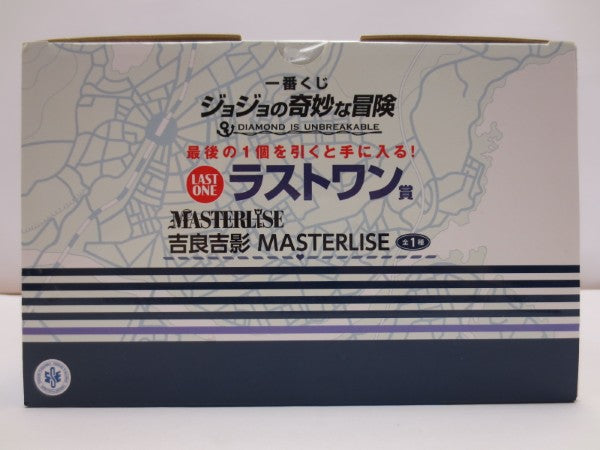 一番くじ
ジョジョの奇妙な冒険
DIAMOND IS UNBREAKABLE
最後の1個を引くと手に入る!
LAST
ONE
ラストワン賞
MASTERLISE
吉良吉影 MASTERLISE 全1種